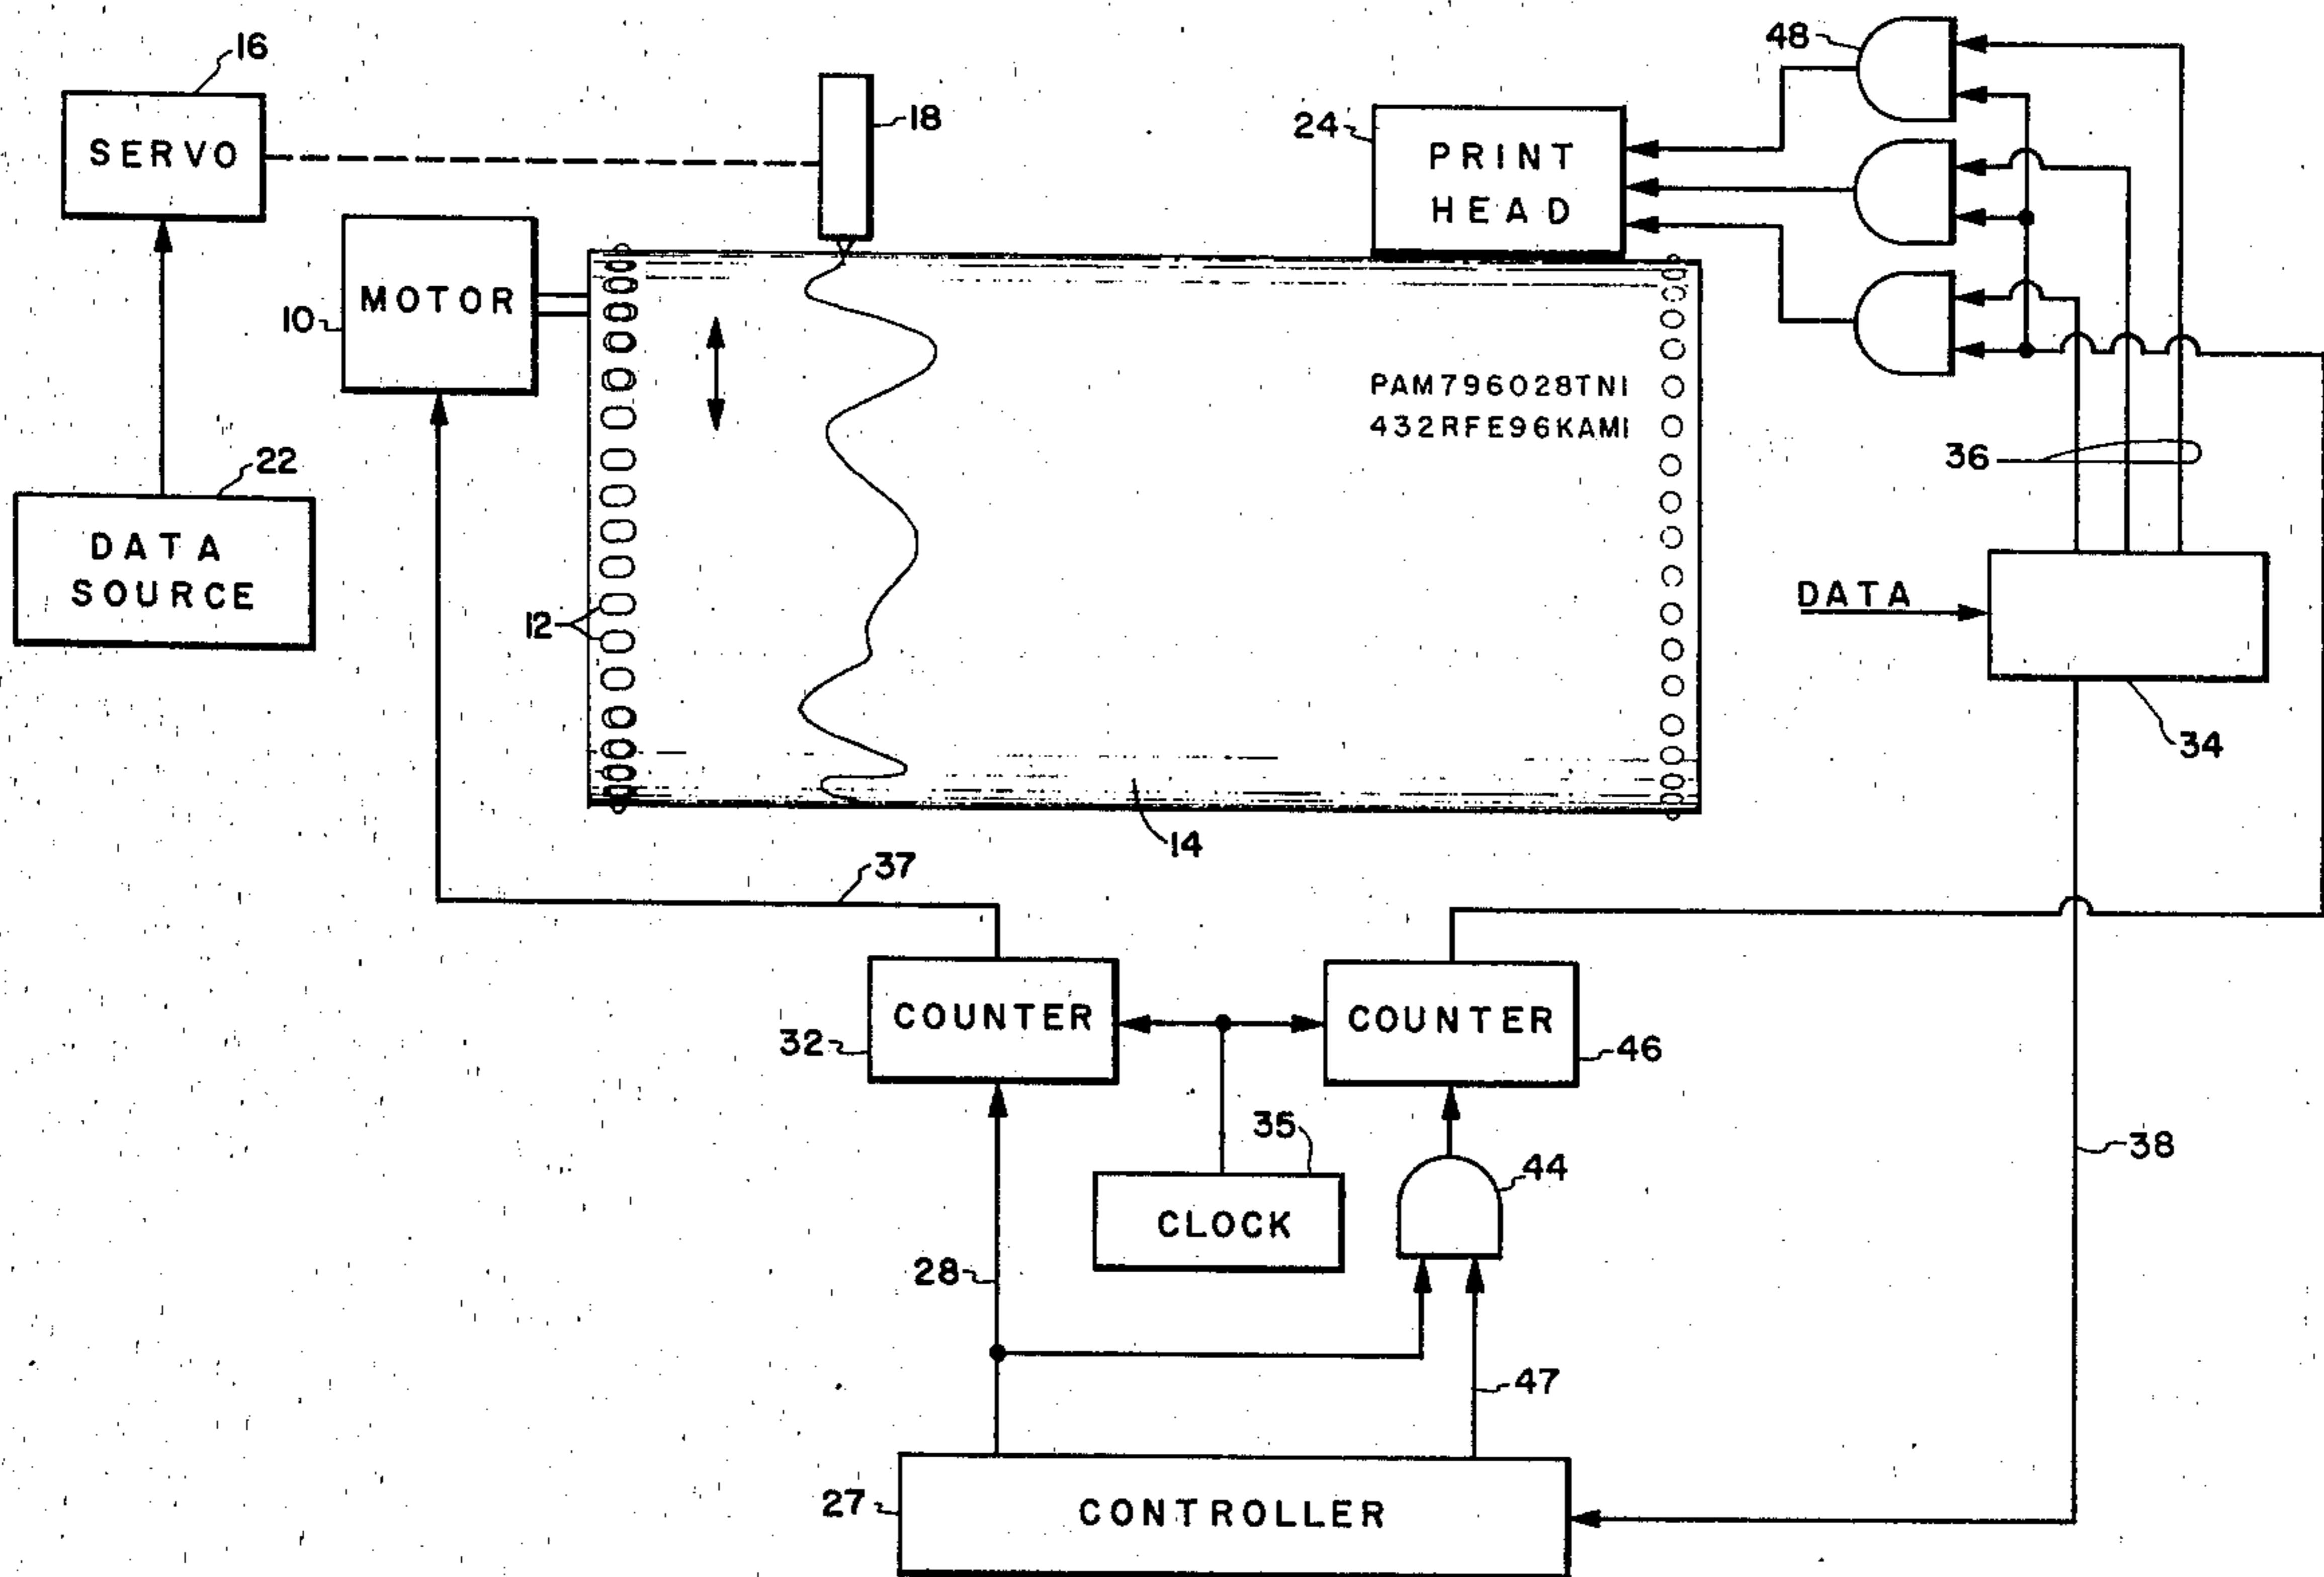 16
SERVO
18
48
24
PRINT
HEAD
10
MOTOR
PAM796028TNI
432RFE96KAMI
36
22
DATA
SOURCE
12
DATA
34
14
37
COUNTER
32
COUNTER
46
35
CLOCK
44
38
28
47
27
CONTROLLER